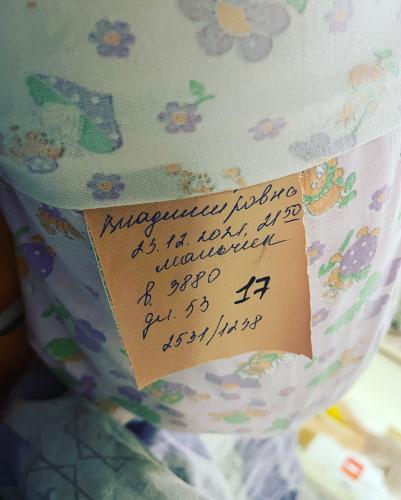 Владимировна
23.12.2021, 21 50
мальчик
в. 3880
дл. 53 17
2531/1238